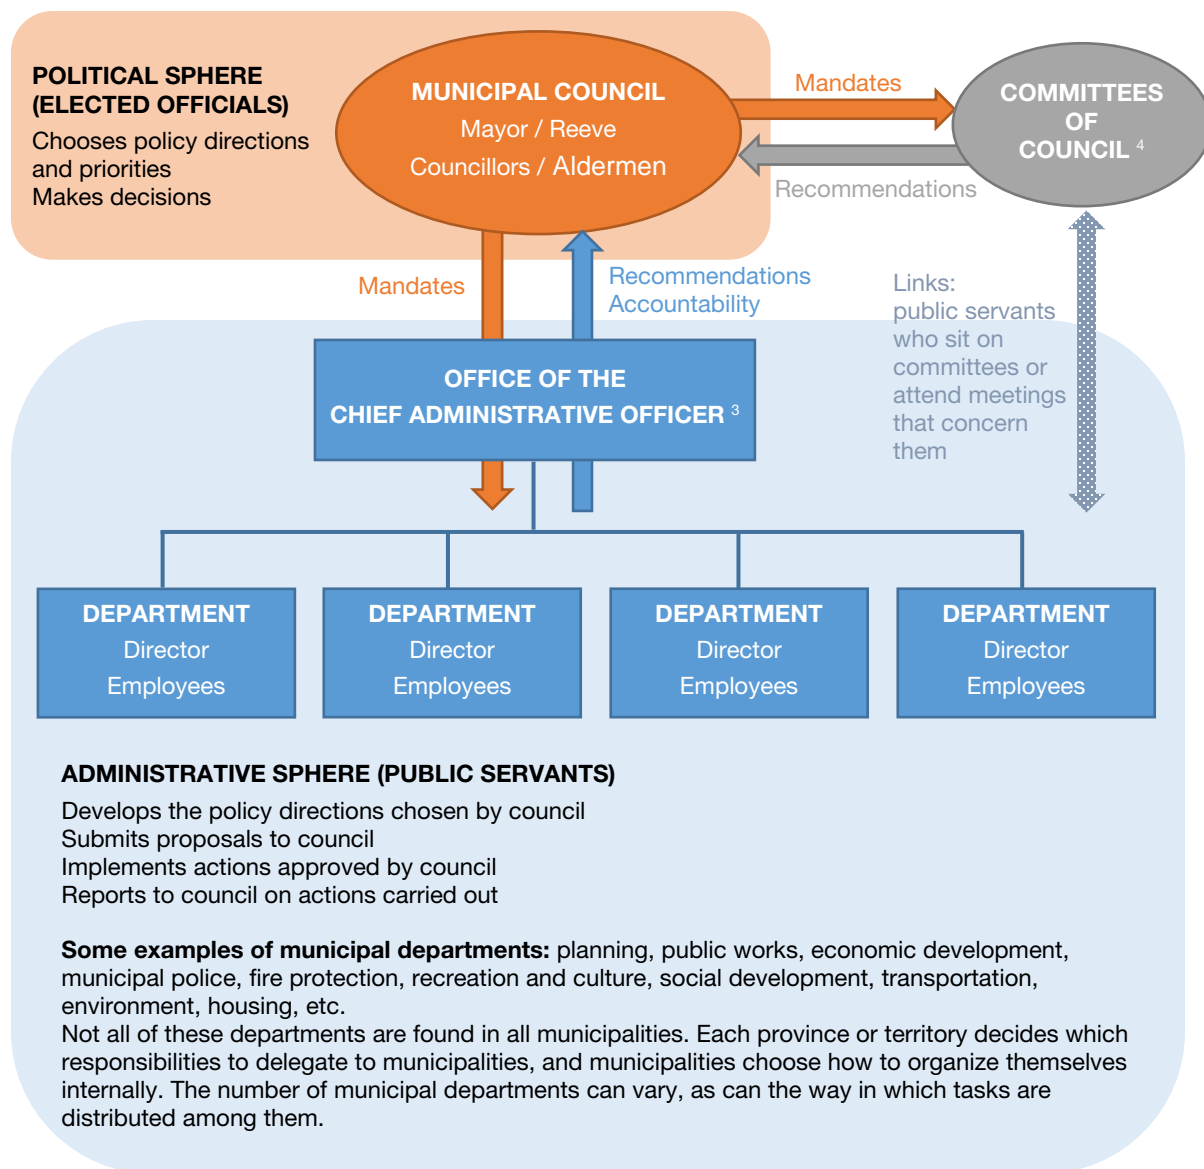 POLITICAL SPHERE
(ELECTED OFFICIALS)
Chooses policy directions
and priorities
Makes decisions
MUNICIPAL COUNCIL
Mayor / Reeve
Councillors / Aldermen
Mandates
Recommendations
COMMITTEES
OF
COUNCIL 4
Mandates
Recommendations
Accountability
Links:
public servants
who sit on
committees or
attend meetings
that concern
them
OFFICE OF THE
CHIEF ADMINISTRATIVE OFFICER 3
DEPARTMENT
Director
Employees
DEPARTMENT
Director
Employees
DEPARTMENT
Director
Employees
DEPARTMENT
Director
Employees
ADMINISTRATIVE SPHERE (PUBLIC SERVANTS)
Develops the policy directions chosen by council
Submits proposals to council
Implements actions approved by council
Reports to council on actions carried out
Some examples of municipal departments: planning, public works, economic development,
municipal police, fire protection, recreation and culture, social development, transportation,
environment, housing, etc.
Not all of these departments are found in all municipalities. Each province or territory decides which
responsibilities to delegate to municipalities, and municipalities choose how to organize themselves
internally. The number of municipal departments can vary, as can the way in which tasks are
distributed among them.